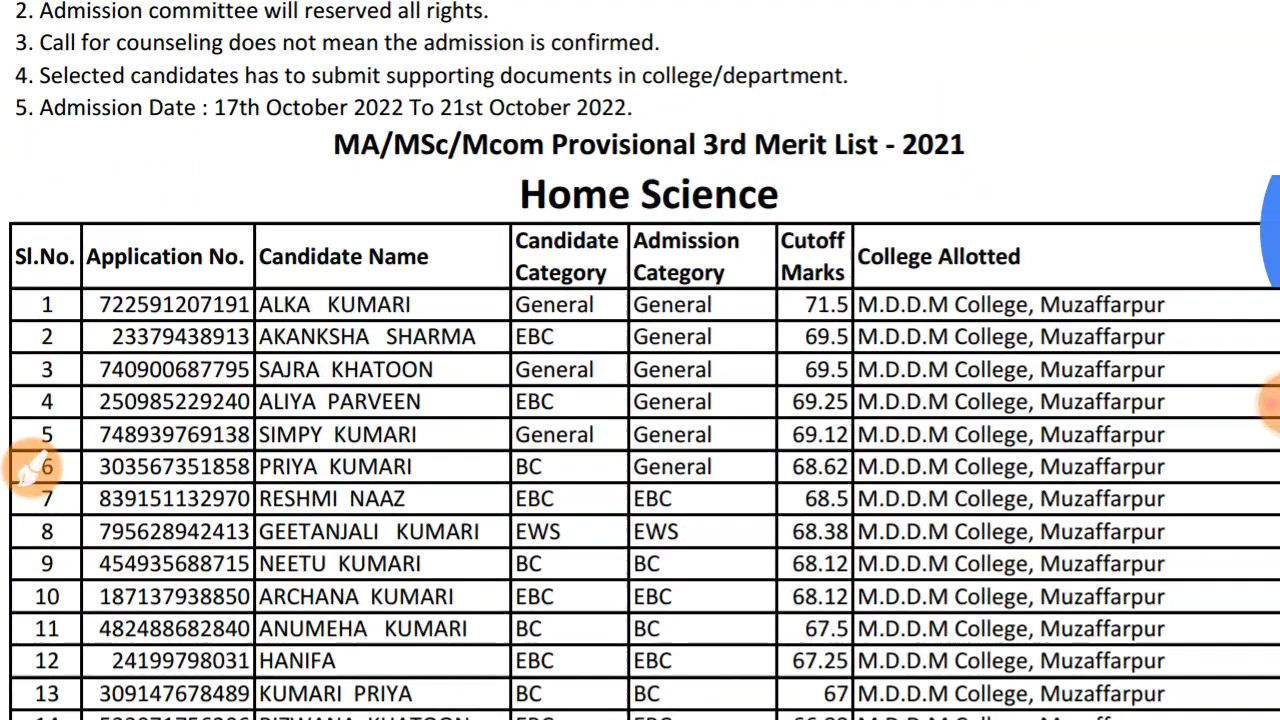 2. Admission committee will reserved all rights.
3. Call for counseling does not mean the admission is confirmed.
4. Selected candidates has to submit supporting documents in college/department.
5. Admission Date : 17th October 2022 To 21st October 2022.
MA/MSc/Mcom Provisional 3rd Merit List - 2021
Home Science
Sl.No. Application No. Candidate Name Candidate Category Admission Category Cutoff Marks College Allotted
1 722591207191 ALKA KUMARI General General 71.5 M.D.D.M College, Muzaffarpur
2 23379438913 AKANKSHA SHARMA EBC General 69.5 M.D.D.M College, Muzaffarpur
3 740900687795 SAJRA KHATOON General General 69.5 M.D.D.M College, Muzaffarpur
4 250985229240 ALIYA PARVEEN EBC General 69.25 M.D.D.M College, Muzaffarpur
5 748939769138 SIMPY KUMARI General General 69.12 M.D.D.M College, Muzaffarpur
6 303567351858 PRIYA KUMARI BC General 68.62 M.D.D.M College, Muzaffarpur
7 839151132970 RESHMI NAAZ EBC EBC 68.5 M.D.D.M College, Muzaffarpur
8 795628942413 GEETANJALI KUMARI EWS EWS 68.38 M.D.D.M College, Muzaffarpur
9 454935688715 NEETU KUMARI BC BC 68.12 M.D.D.M College, Muzaffarpur
10 187137938850 ARCHANA KUMARI EBC EBC 68.12 M.D.D.M College, Muzaffarpur
11 482488682840 ANUMEHA KUMARI BC BC 67.5 M.D.D.M College, Muzaffarpur
12 24199798031 HANIFA EBC EBC 67.25 M.D.D.M College, Muzaffarpur
13 309147678489 KUMARI PRIYA BC BC 67 M.D.D.M College, Muzaffarpur